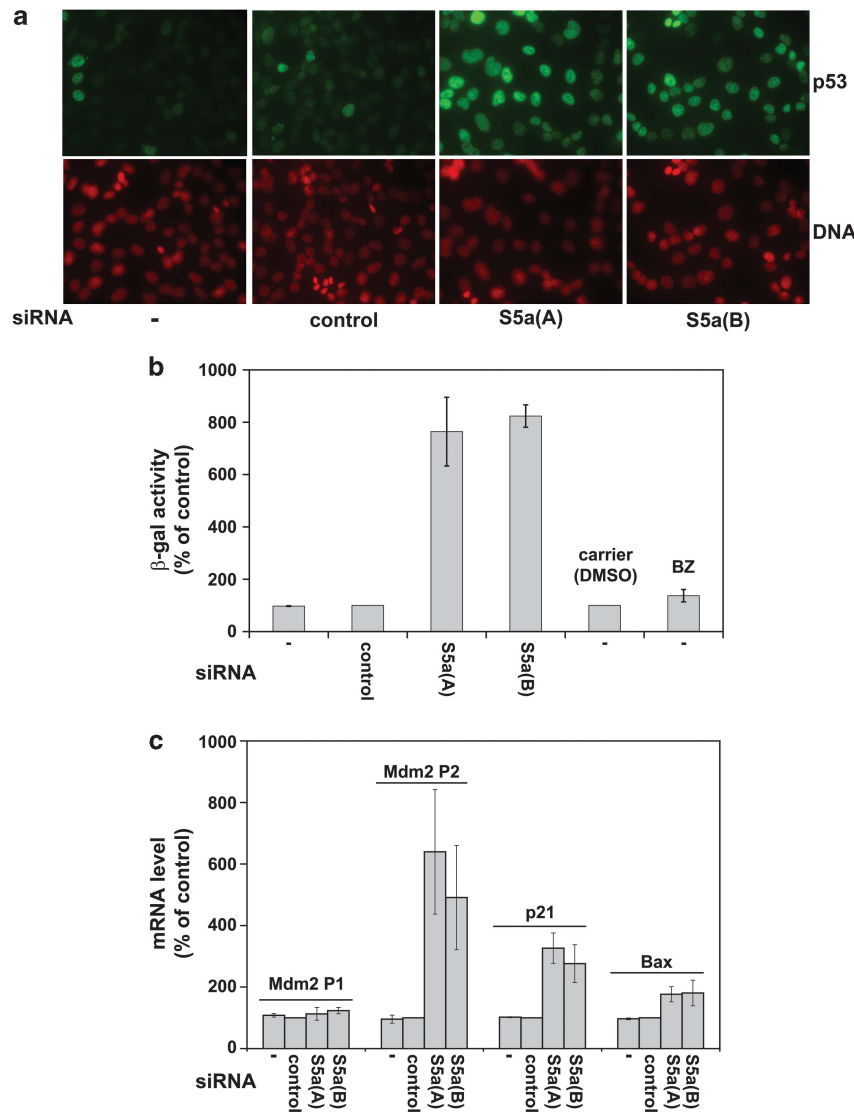 a
p53
DNA
siRNA - control S5a(A) S5a(B)
b
β-gal activity
(% of control)
1000
800
600
400
200
0
carrier
(DMSO)
BZ
siRNA
- control S5a(A) S5a(B) - -
c
mRNA level
(% of control)
1000
800
600
400
200
0
Mdm2 P1
Mdm2 P2
p21
Bax
siRNA
- control S5a(A) S5a(B) - control S5a(A) S5a(B) - control S5a(A) S5a(B) - control S5a(A) S5a(B)